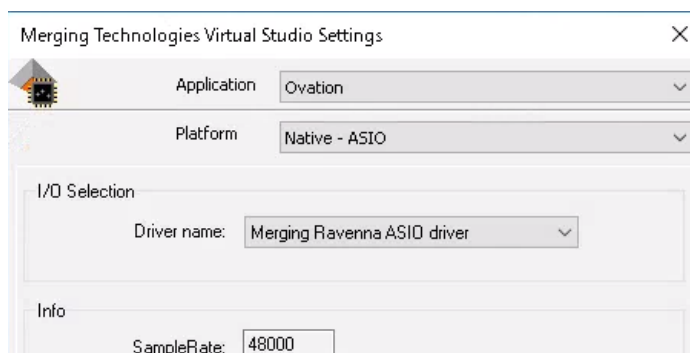 Merging Technologies Virtual Studio Settings
Application Ovation
Platform Native - ASIO
I/O Selection
Driver name: Merging Ravenna ASIO driver
Info
SampleRate: 48000